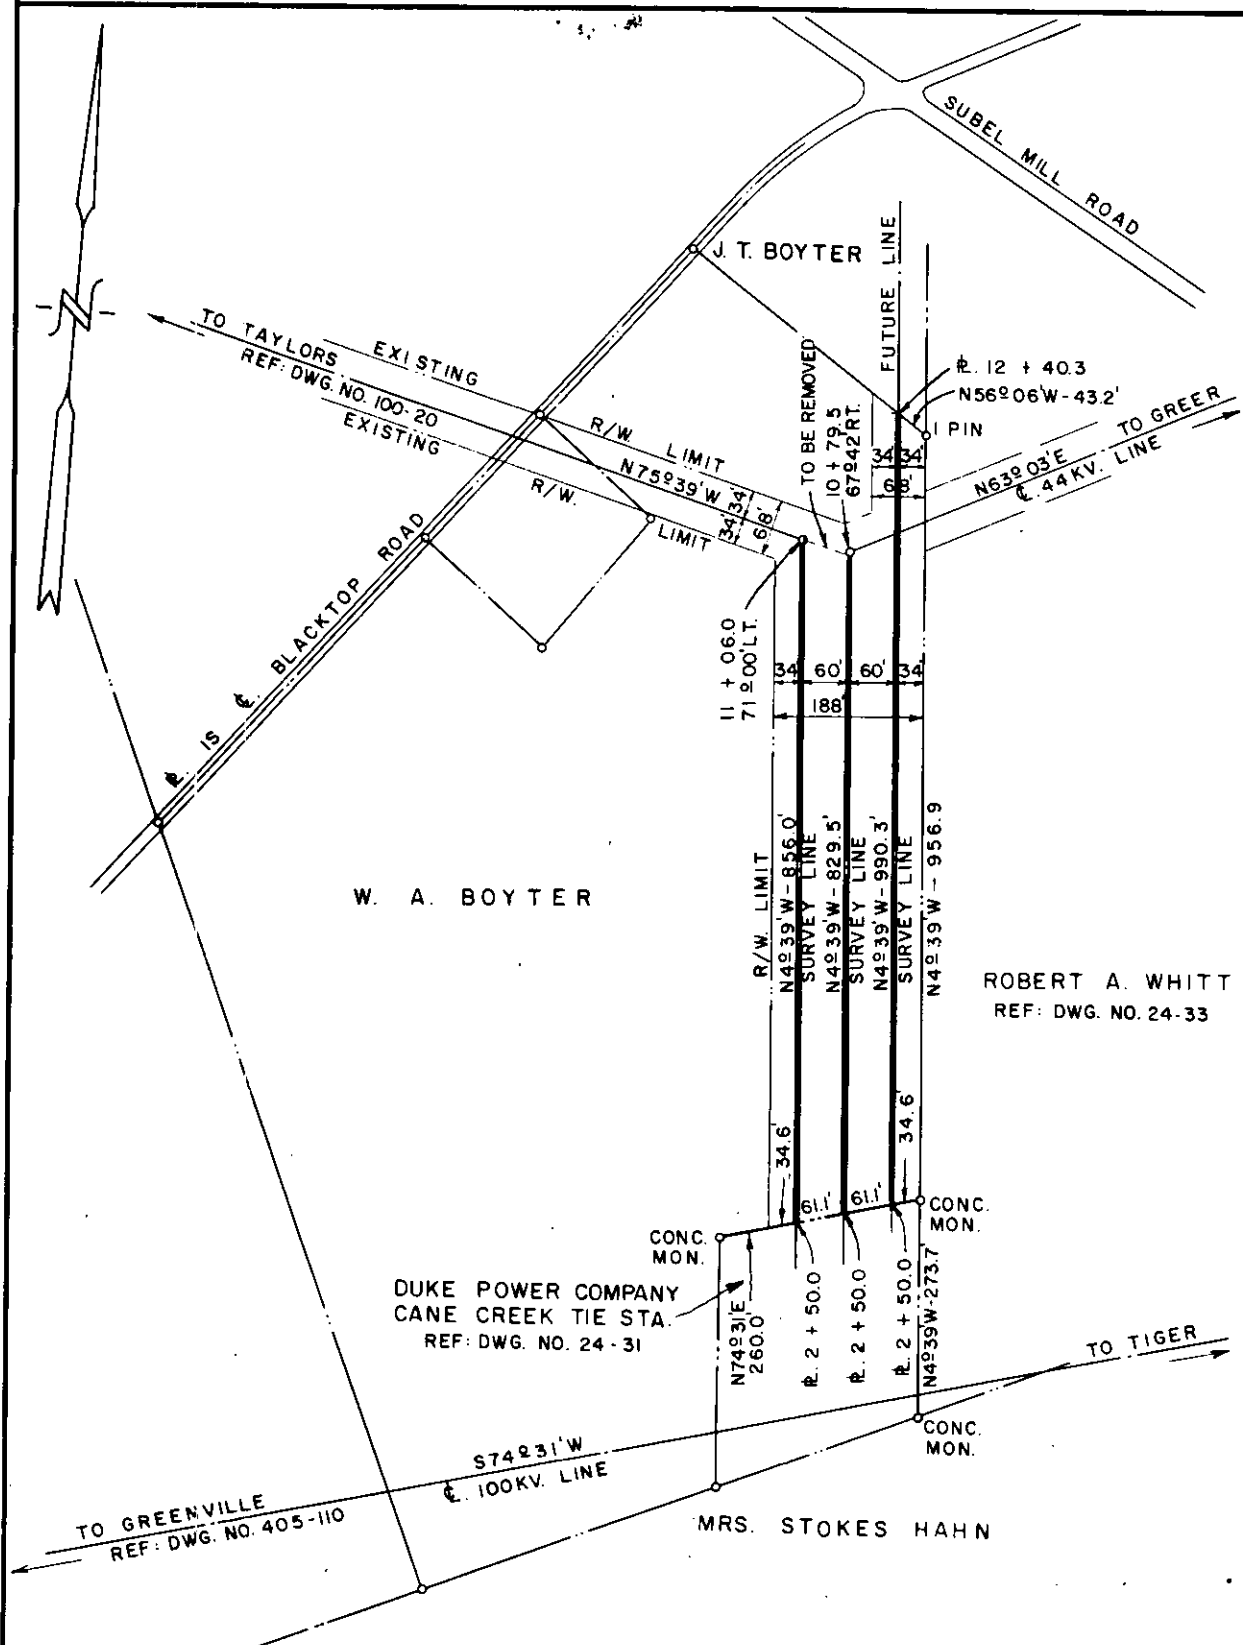 SUBEL MILL ROAD
N
J. T. BOYTER
FUTURE LINE
TO TAYLORS
REF: DWG. NO. 100-20
EXISTING
R/W. LIMIT
EXISTING
R/W. LIMIT
N75º39'W
TO BE REMOVED
10 + 79.5
67º42'RT.
℄. 12 + 40.3
N56º06'W-43.2'
I PIN
34' 34'
68'
TO GREER
N63º03'E
℄. 44 KV. LINE
34' 34'
68'
11 + 06.0
71º00'LT.
34' 60' 60' 34'
188'
℄ IS ℄. BLACKTOP ROAD
W. A. BOYTER
R/W. LIMIT
N4º39'W-856.0'
SURVEY LINE
N4º39'W-829.5'
SURVEY LINE
N4º39'W-990.3'
SURVEY LINE
N4º39'W-956.9
ROBERT A. WHITT
REF: DWG. NO. 24-33
34.6'
61.1'
61.1'
34.6'
CONC.
MON.
CONC.
MON.
DUKE POWER COMPANY
CANE CREEK TIE STA.
REF: DWG. NO. 24-31
N74º31'E
260.0'
℄. 2 + 50.0
℄. 2 + 50.0
℄. 2 + 50.0
N4º39'W-273.7
TO TIGER
CONC.
MON.
S74º31'W
℄. 100KV. LINE
TO GREENVILLE
REF: DWG. NO. 405-110
MRS. STOKES HAHN